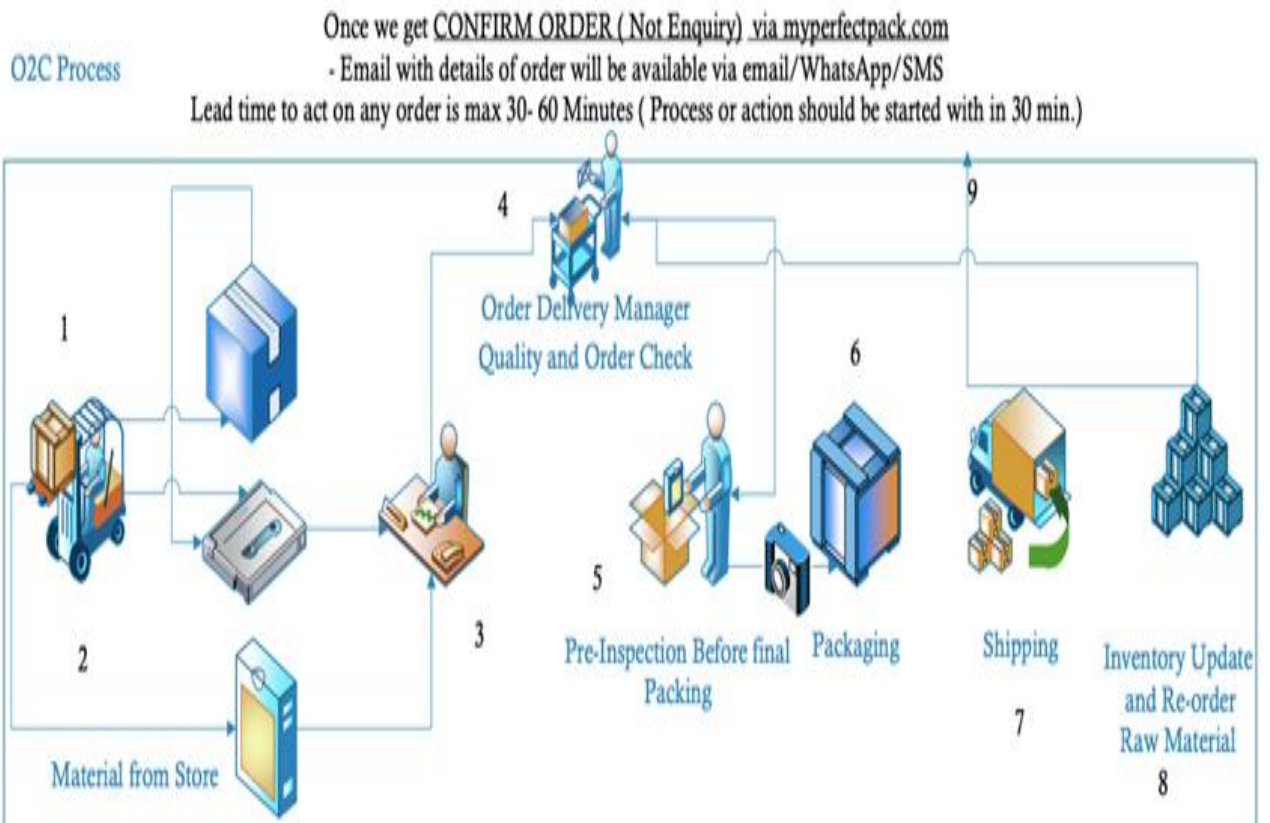 Once we get CONFIRM ORDER ( Not Enquiry) via myperfectpack.com
O2C Process
- Email with details of order will be available via email/WhatsApp/SMS
Lead time to act on any order is max 30- 60 Minutes ( Process or action should be started with in 30 min.)
4
9
1
Order Delivery Manager
Quality and Order Check
6
5
3
2
Pre-Inspection Before final
Packing
Packaging
Shipping
7
Inventory Update
and Re-order
Raw Material
8
Material from Store